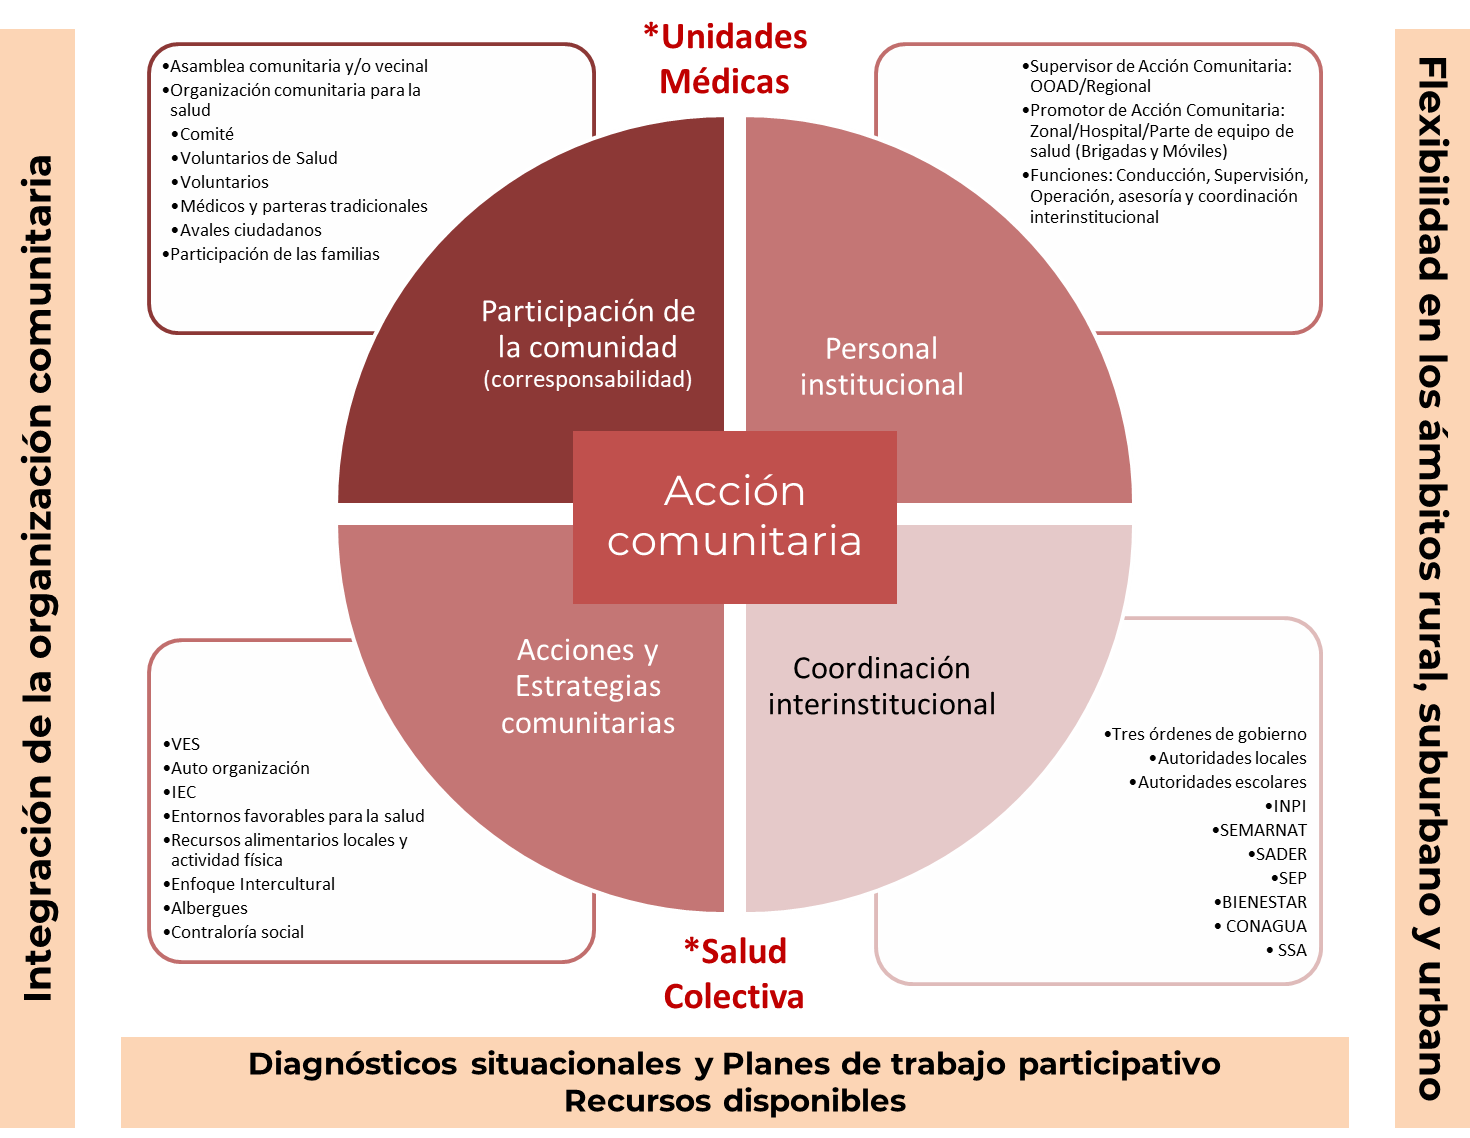 *Unidades
Médicas
Integración de la organización comunitaria
•Asamblea comunitaria y/o vecinal
•Organización comunitaria para la
salud
•Comité
•Voluntarios de Salud
•Voluntarios
•Médicos y parteras tradicionales
•Avales ciudadanos
•Participación de las familias
•Supervisor de Acción Comunitaria:
OOAD/Regional
•Promotor de Acción Comunitaria:
Zonal/Hospital/Parte de equipo de
salud (Brigadas y Móviles)
•Funciones: Conducción, Supervisión,
Operación, asesoría y coordinación
interinstitucional
Flexibilidad en los ámbitos rural, suburbano y urbano
Participación de
la comunidad
(corresponsabilidad)
Personal
institucional
Acción
comunitaria
Acciones y
Estrategias
comunitarias
Coordinación
interinstitucional
•VES
•Auto organización
•IEC
•Entornos favorables para la salud
•Recursos alimentarios locales y
actividad física
•Enfoque Intercultural
•Albergues
•Contraloría social
•Tres órdenes de gobierno
•Autoridades locales
•Autoridades escolares
•INPI
•SEMARNAT
•SADER
•SEP
•BIENESTAR
• CONAGUA
• SSA
*Salud
Colectiva
Diagnósticos situacionales y Planes de trabajo participativo
Recursos disponibles